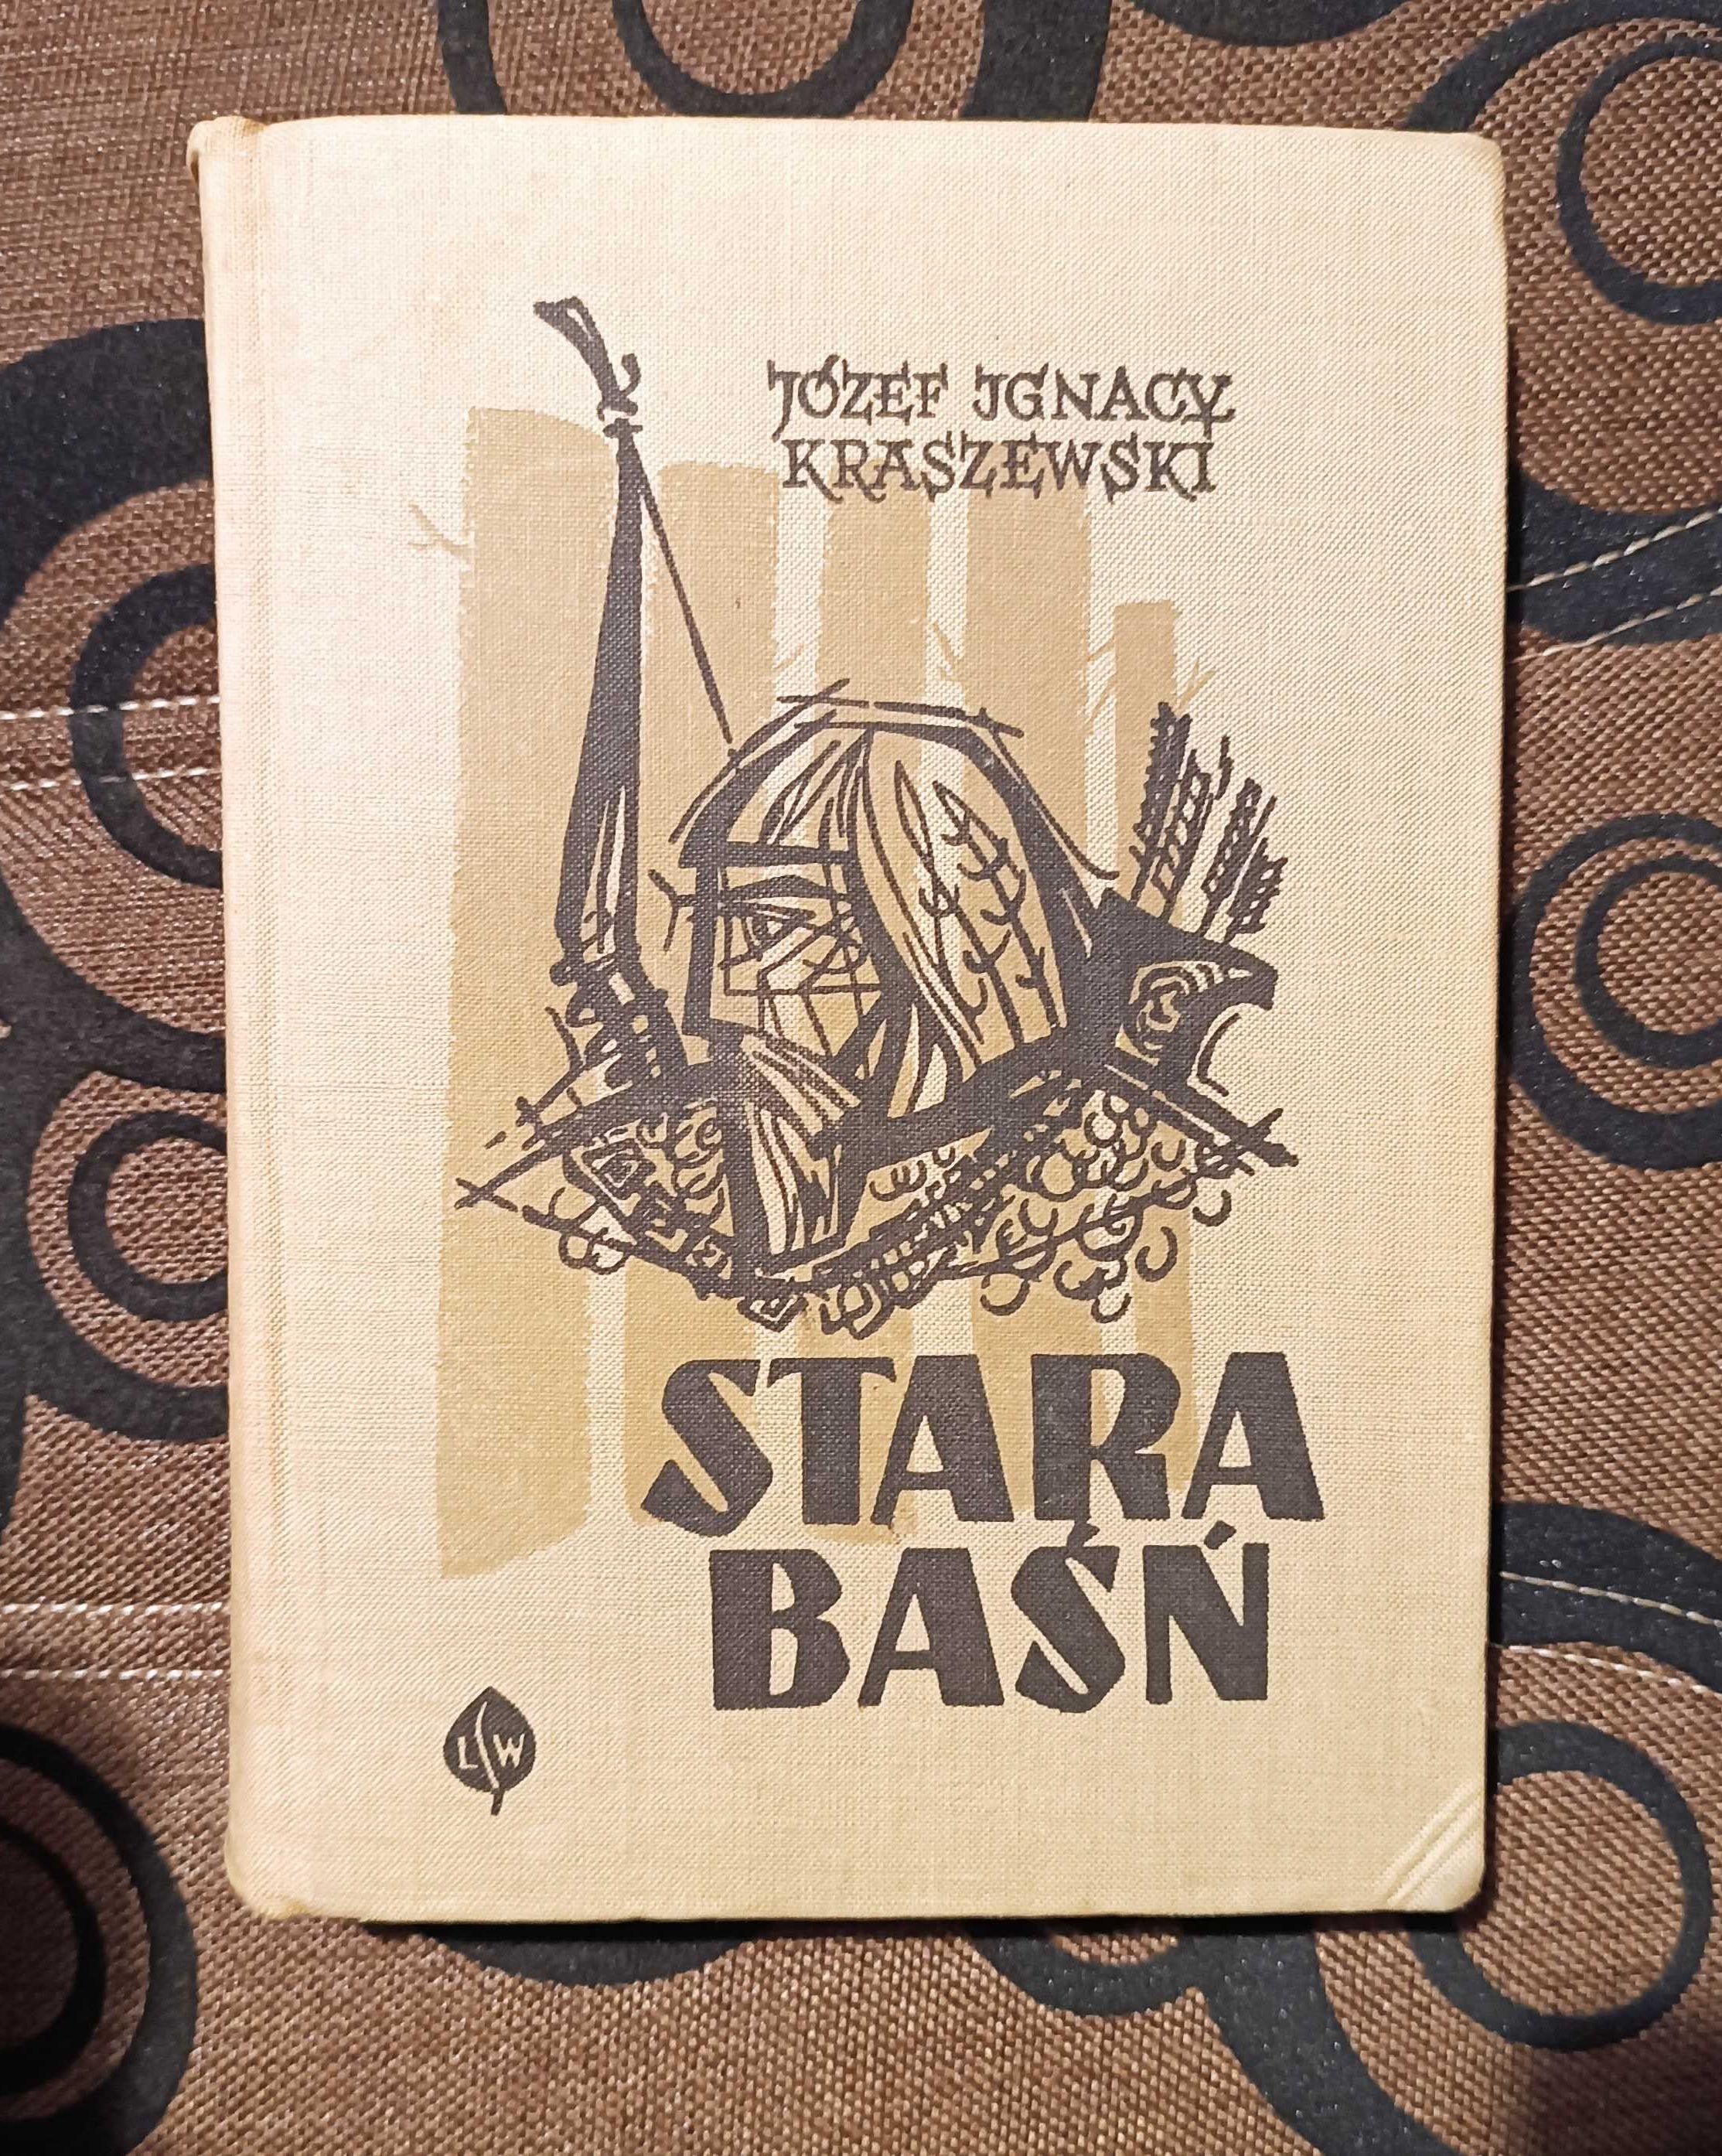 JÓZEF IGNACY
KRASZEWSKI
STARA
BAŚŃ
LSW